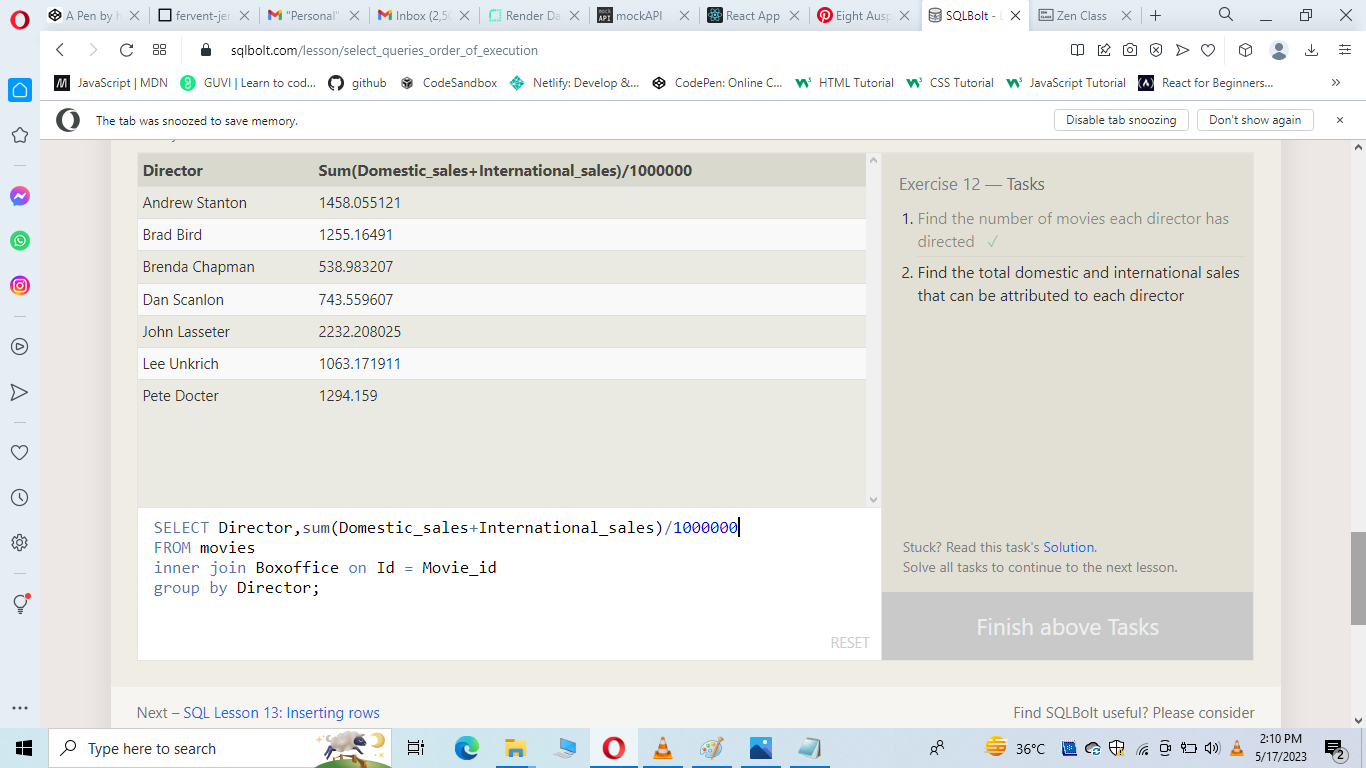 A Pen by h
fervent-jer
"Personal"
Inbox (2,5
Render Da
mockAPI
React App
Eight Ausp
SQLBolt - L
Zen Class
sqlbolt.com/lesson/select_queries_order_of_execution
JavaScript | MDN
GUVI | Learn to cod...
github
CodeSandbox
Netlify: Develop &...
CodePen: Online C...
HTML Tutorial
CSS Tutorial
JavaScript Tutorial
React for Beginners...
The tab was snoozed to save memory.
Disable tab snoozing
Don't show again
Director Sum(Domestic_sales+International_sales)/1000000
Andrew Stanton 1458.055121
Brad Bird 1255.16491
Brenda Chapman 538.983207
Dan Scanlon 743.559607
John Lasseter 2232.208025
Lee Unkrich 1063.171911
Pete Docter 1294.159
Exercise 12 — Tasks
1. Find the number of movies each director has
directed ✓
2. Find the total domestic and international sales
that can be attributed to each director
Stuck? Read this task's Solution.
Solve all tasks to continue to the next lesson.
Finish above Tasks
SELECT Director,sum(Domestic_sales+International_sales)/1000000
FROM movies
inner join Boxoffice on Id = Movie_id
group by Director;
RESET
Next – SQL Lesson 13: Inserting rows
Find SQLBolt useful? Please consider
Type here to search
36°C
2:10 PM
5/17/2023
2